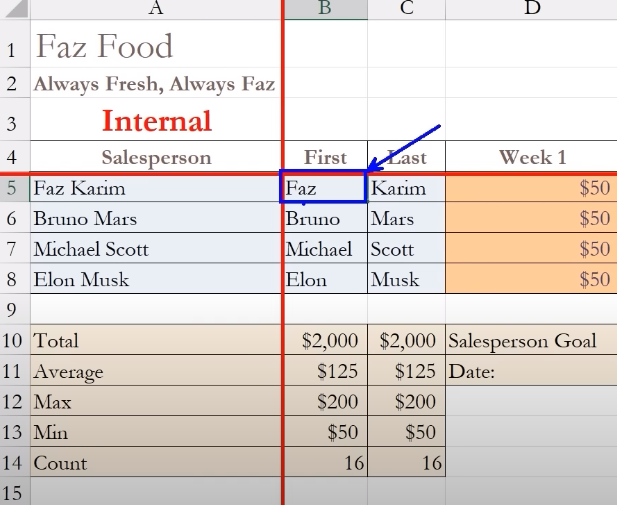 A B C D
1 Faz Food
2 Always Fresh, Always Faz
3 Internal
4 Salesperson First Last Week 1
5 Faz Karim Faz Karim $50
6 Bruno Mars Bruno Mars $50
7 Michael Scott Michael Scott $50
8 Elon Musk Elon Musk $50
9
10 Total $2,000 $2,000 Salesperson Goal
11 Average $125 $125 Date:
12 Max $200 $200
13 Min $50 $50
14 Count 16 16
15